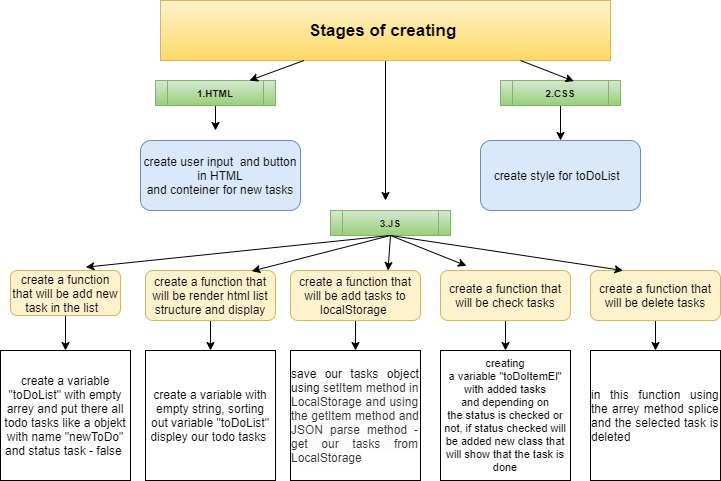 Stages of creating
1.HTML
2.CSS
create user input and button
in HTML
and conteiner for new tasks
create style for toDoList
3.JS
create a function
that will be add new
task in the list
create a function that
will be render html list
structure and display
create a function that
will be add tasks to
localStorage
create a function that
will be check tasks
create a function that
will be delete tasks
create a variable
"toDoList" with empty
arrey and put there all
todo tasks like a objekt
with name "newToDo"
and status task - false
create a variable with
empty string, sorting
out variable "toDoList"
displey our todo tasks
save our tasks object
using setItem method in
LocalStorage and using
the getItem method and
JSON parse method -
get our tasks from
LocalStorage
creating
a variable "toDoItemEl"
with added tasks
and depending on
the status is checked or
not, if status checked will
be added new class that
will show that the task is
done
in this function using
the arrey method splice
and the selected task is
deleted